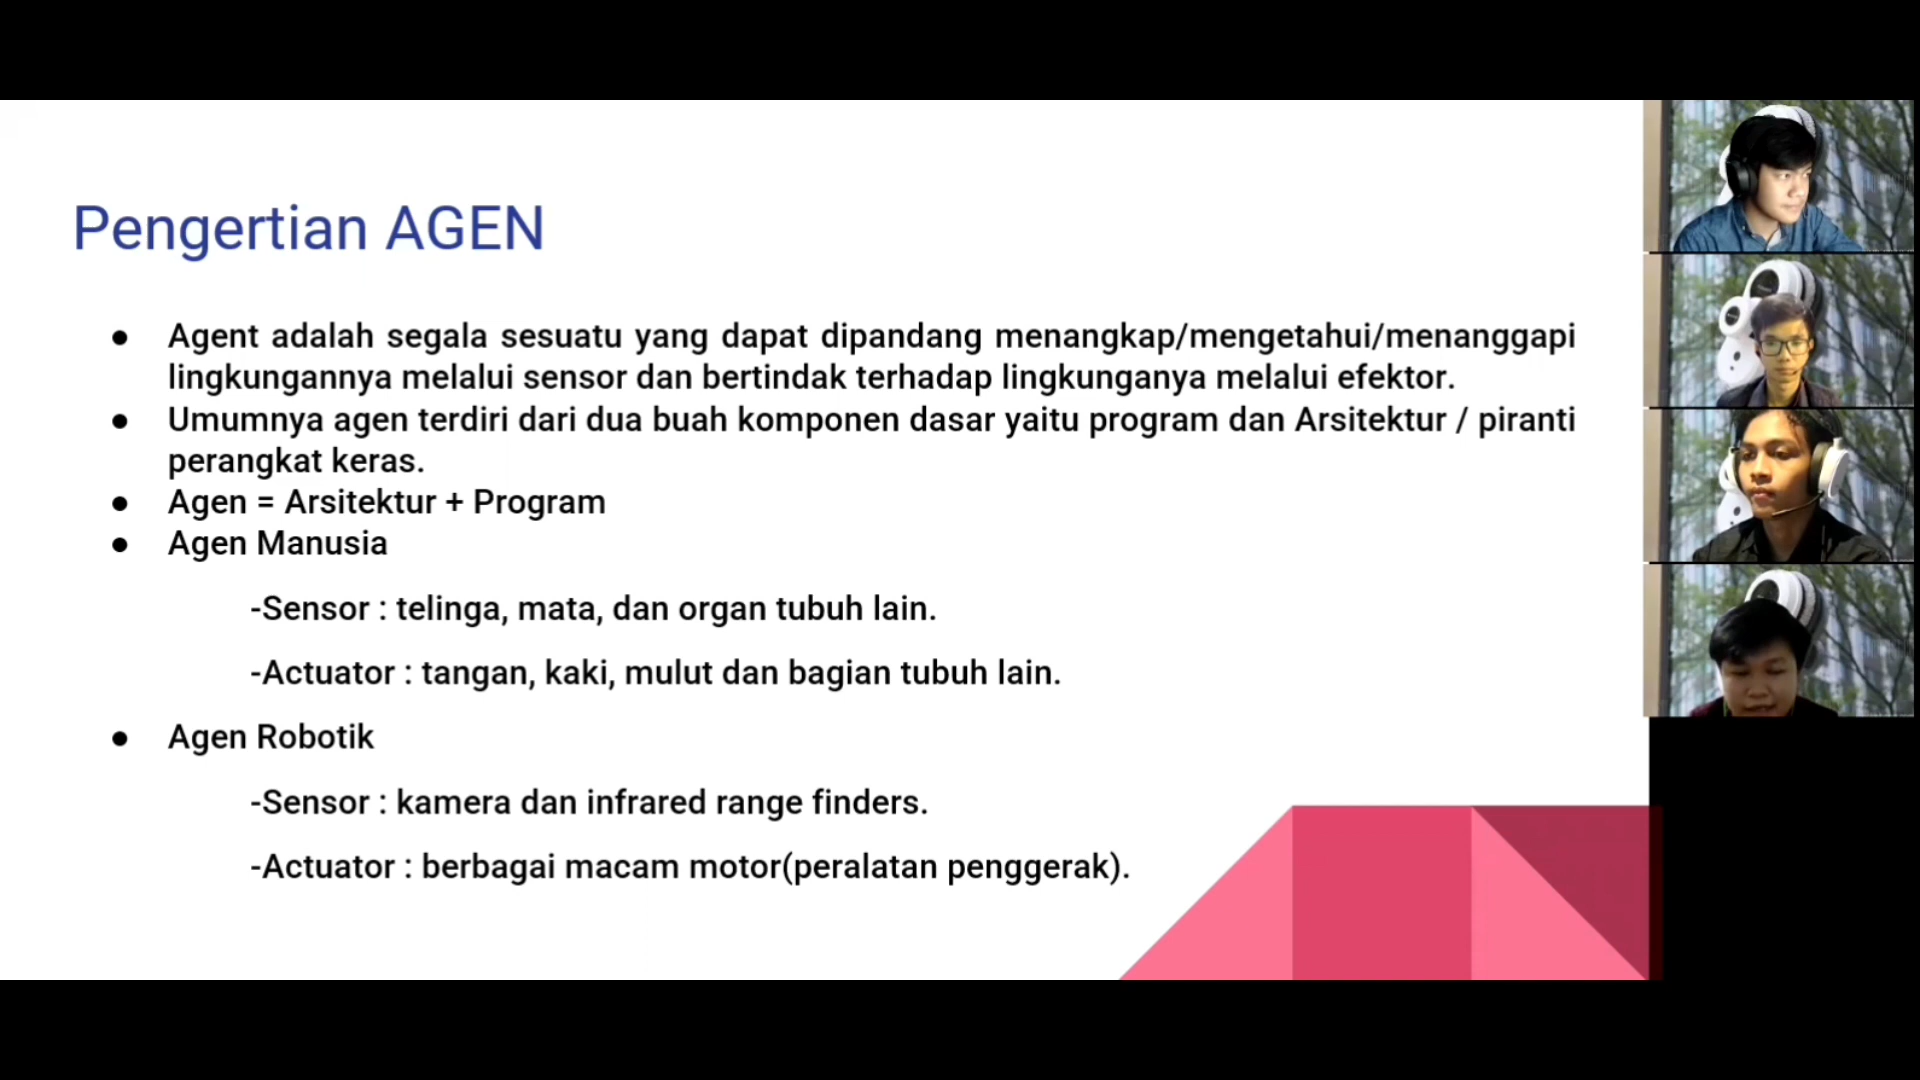 Pengertian AGEN
● Agent adalah segala sesuatu yang dapat dipandang menangkap/mengetahui/menanggapi
lingkungannya melalui sensor dan bertindak terhadap lingkunganya melalui efektor.
● Umumnya agen terdiri dari dua buah komponen dasar yaitu program dan Arsitektur / piranti
perangkat keras.
● Agen = Arsitektur + Program
● Agen Manusia
-Sensor : telinga, mata, dan organ tubuh lain.
-Actuator : tangan, kaki, mulut dan bagian tubuh lain.
● Agen Robotik
-Sensor : kamera dan infrared range finders.
-Actuator : berbagai macam motor(peralatan penggerak).